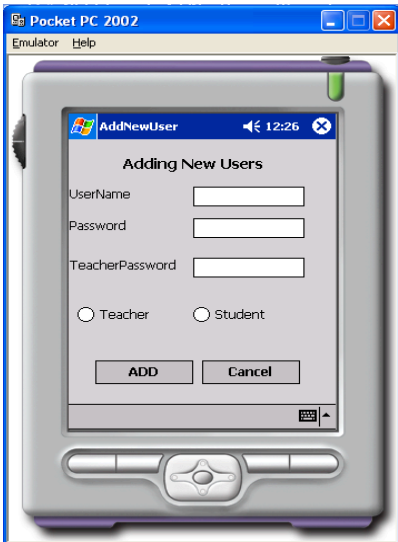 Pocket PC 2002
Emulator Help
AddNewUser 12:26
Adding New Users
UserName
Password
TeacherPassword
Teacher Student
ADD Cancel